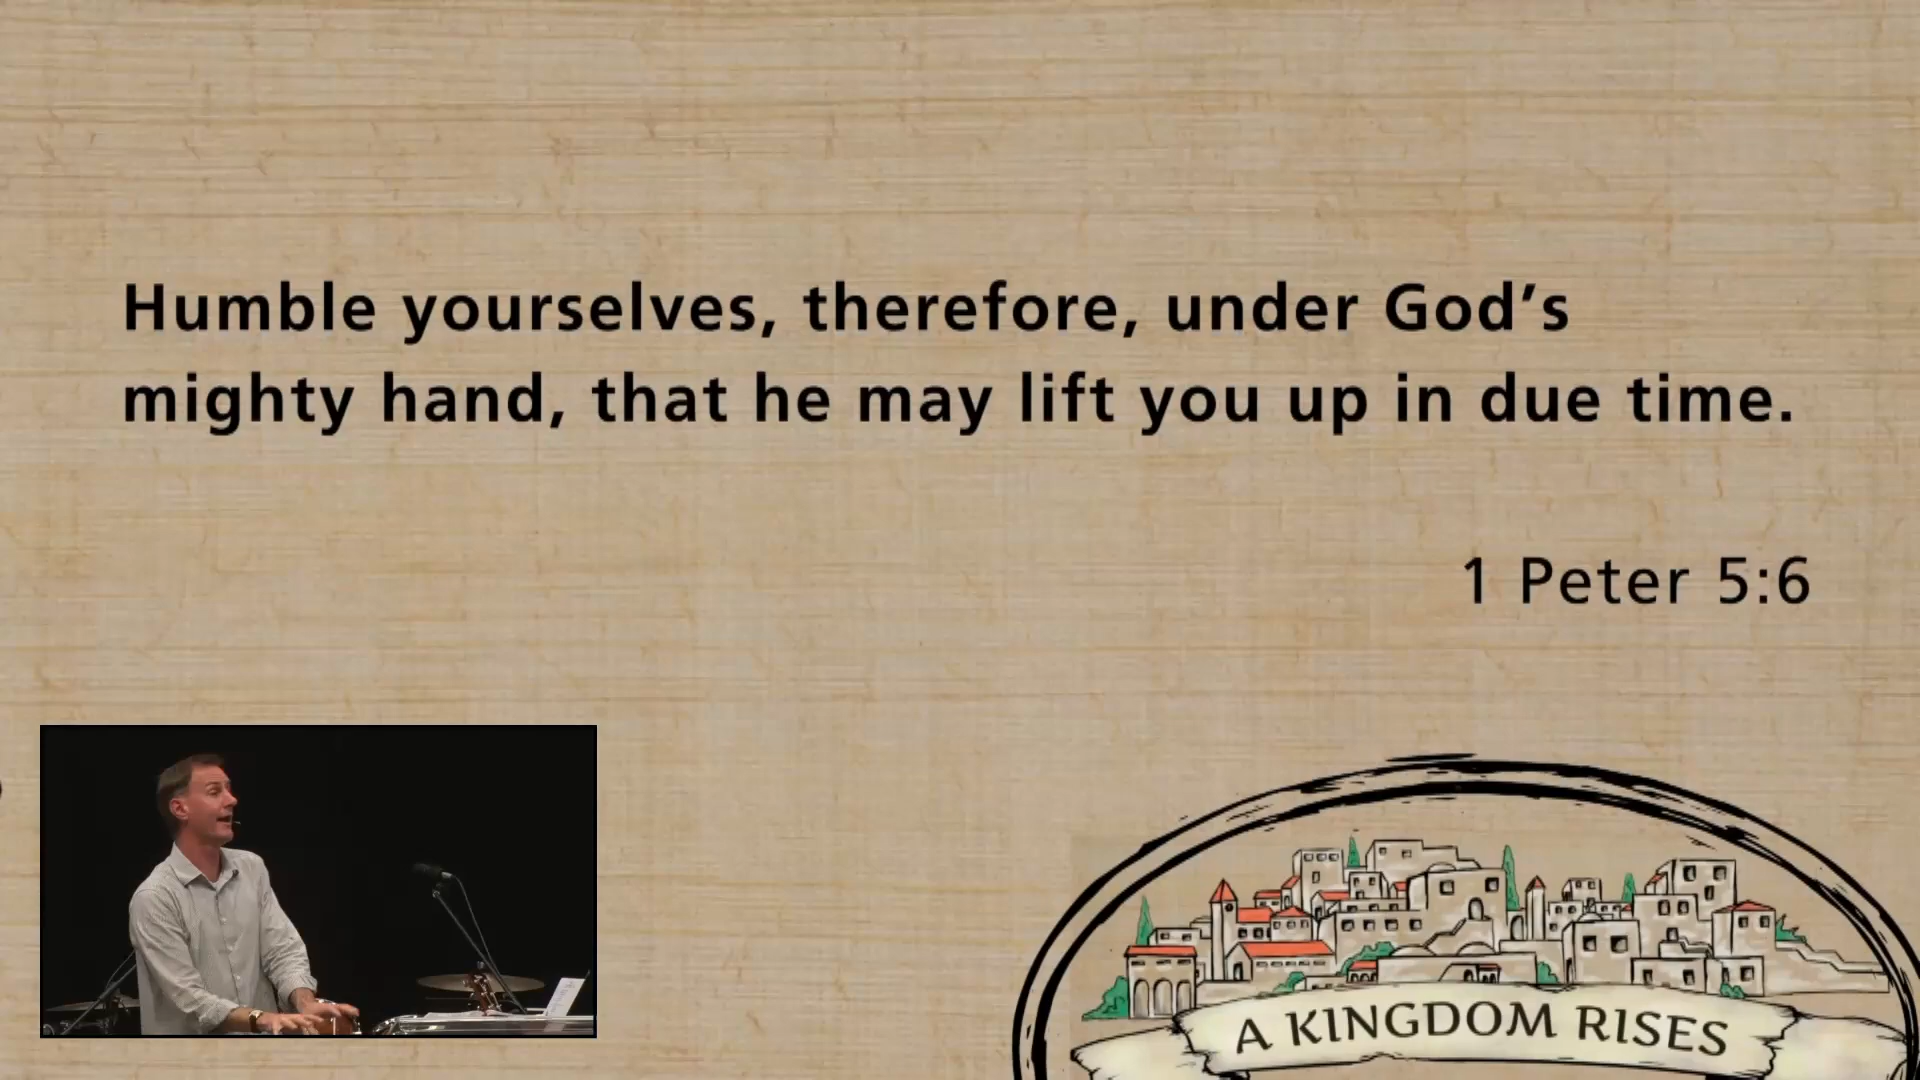 Humble yourselves, therefore, under God’s
mighty hand, that he may lift you up in due time.
1 Peter 5:6
A KINGDOM RISES